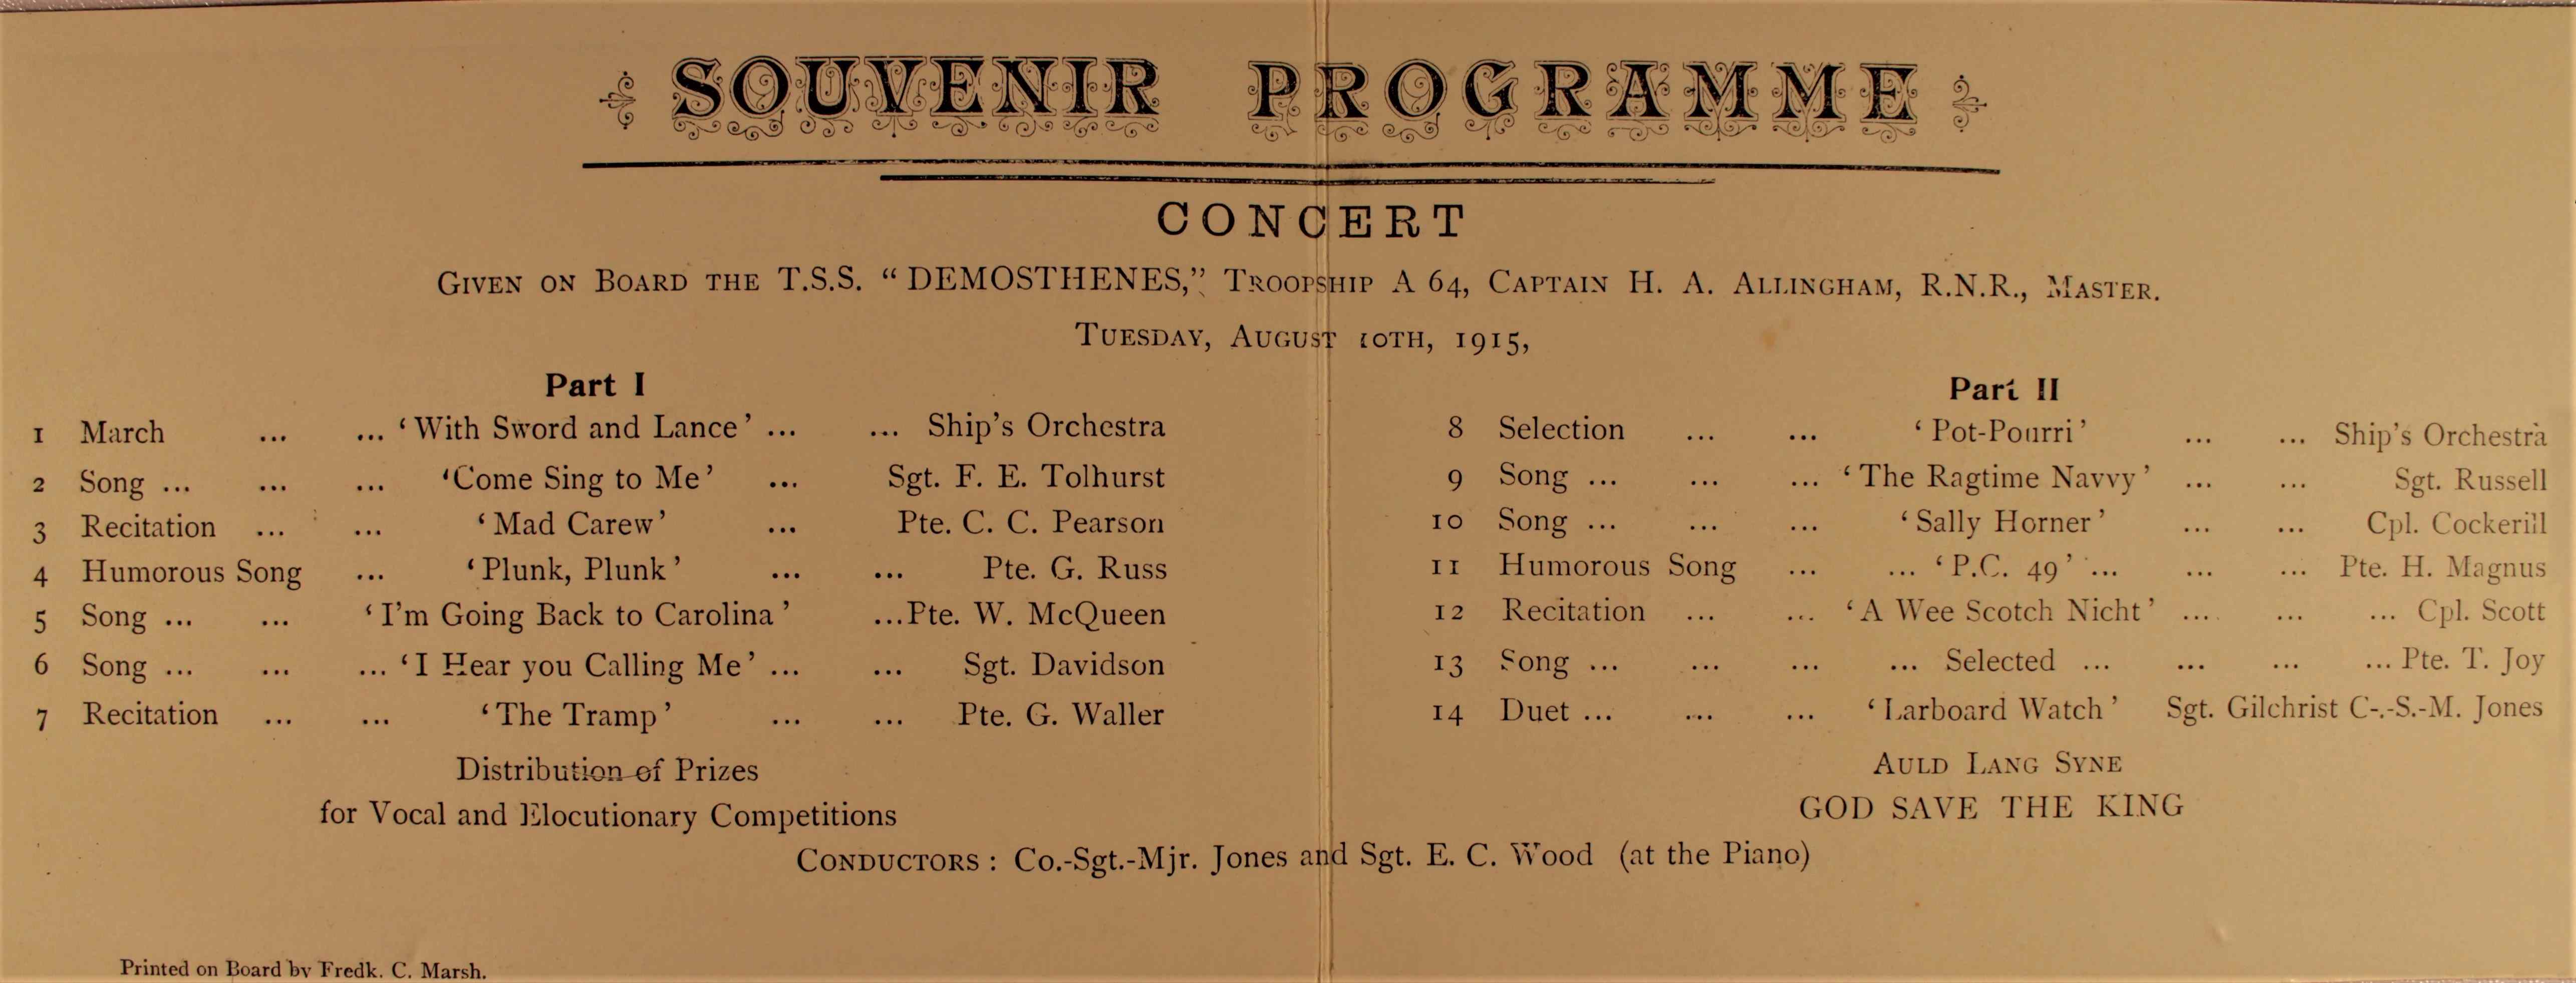 SOUVENIR PROGRAMME
CONCERT
GIVEN ON BOARD THE T.S.S. “DEMOSTHENES,” TROOPSHIP A 64, CAPTAIN H. A. ALLINGHAM, R.N.R., MASTER.
TUESDAY, AUGUST 10TH, 1915,
Part I
1 March ... ... ‘With Sword and Lance’ ... ... Ship's Orchestra
2 Song ... ... ... ‘Come Sing to Me’ ... Sgt. F. E. Tolhurst
3 Recitation ... ... ‘Mad Carew’ ... Pte. C. C. Pearson
4 Humorous Song ... ‘Plunk, Plunk’ ... ... Pte. G. Russ
5 Song ... ... ‘I'm Going Back to Carolina’ ...Pte. W. McQueen
6 Song ... ... ... ‘I Hear you Calling Me’ ... ... Sgt. Davidson
7 Recitation ... ... ‘The Tramp’ ... ... Pte. G. Waller
Distribution of Prizes
for Vocal and Elocutionary Competitions
Part II
8 Selection ... ... ‘Pot-Pourri’ ... ... Ship's Orchestra
9 Song ... ... ... ‘The Ragtime Navvy’ ... ... Sgt. Russell
10 Song ... ... ... ‘Sally Horner’ ... ... Cpl. Cockerill
11 Humorous Song ... ... ‘P.C. 49’ ... ... ... Pte. H. Magnus
12 Recitation ... ... ‘A Wee Scotch Nicht’ ... ... ... Cpl. Scott
13 Song ... ... ... ... Selected ... ... ... ... Pte. T. Joy
14 Duet ... ... ... ‘Larboard Watch’ Sgt. Gilchrist C-.-S.-M. Jones
AULD LANG SYNE
GOD SAVE THE KING
CONDUCTORS : Co.-Sgt.-Mjr. Jones and Sgt. E. C. Wood (at the Piano)
Printed on Board by Fredk. C. Marsh.